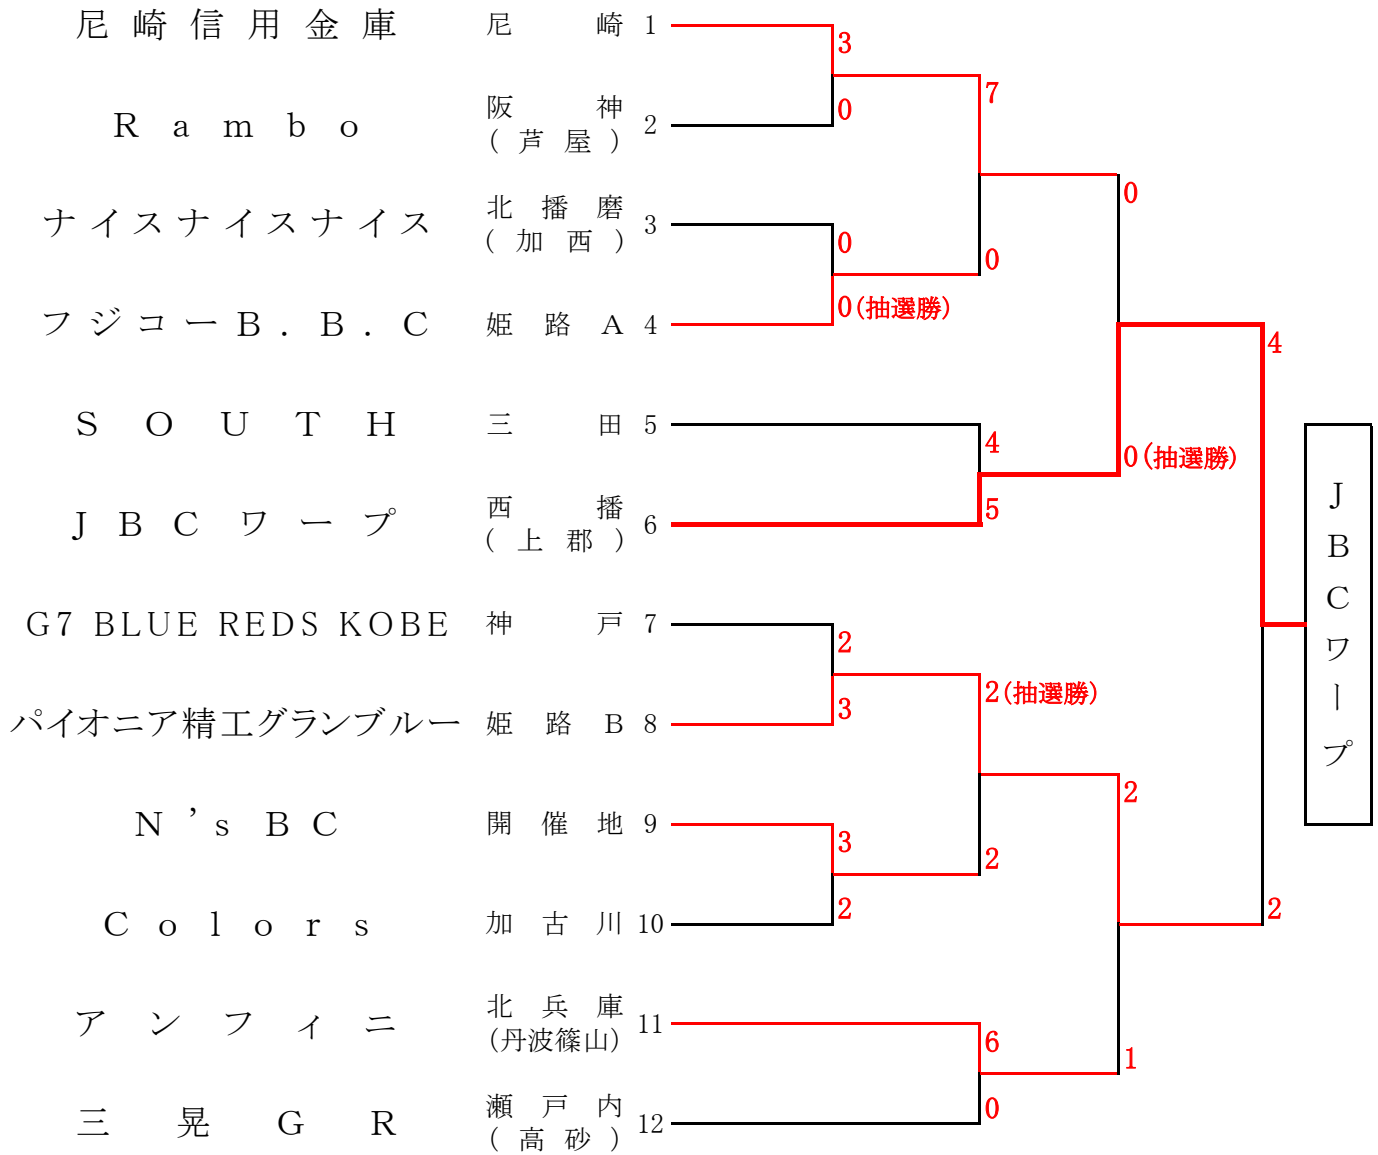 尼崎信用金庫 尼崎 1
3
7
Rambo 阪神(芦屋) 2
0
0
ナイスナイスナイス 北播磨(加西) 3
0
0
フジコーB.B.C 姫路A 4
0(抽選勝)
4
SOUTH 三田 5
4
0(抽選勝)
JBCワープ 西播(上郡) 6
5
JBCワープ
G7 BLUE REDS KOBE 神戸 7
2
2(抽選勝)
パイオニア精工グランブルー 姫路B 8
3
2
N’sBC 開催地 9
3
2
Colors 加古川 10
2
2
アンフィニ 北兵庫(丹波篠山) 11
6
1
三晃GR 瀬戸内(高砂) 12
0